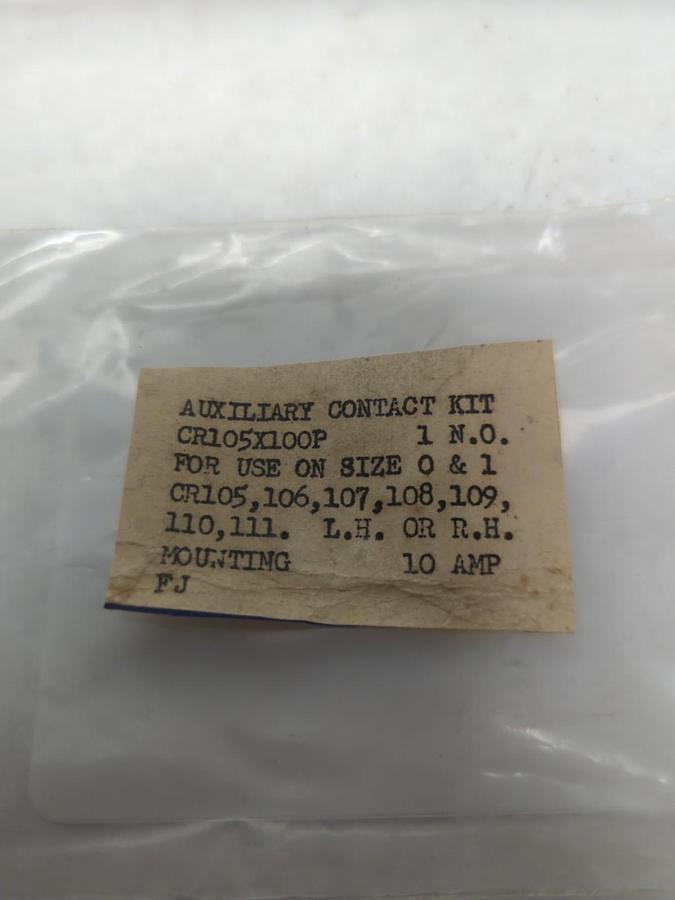 AUXILIARY CONTACT KIT
CR105X100P 1 N.O.
FOR USE ON SIZE 0 & 1
CR105,106,107,108,109,
110,111. L.H. OR R.H.
MOUNTING 10 AMP
FJ